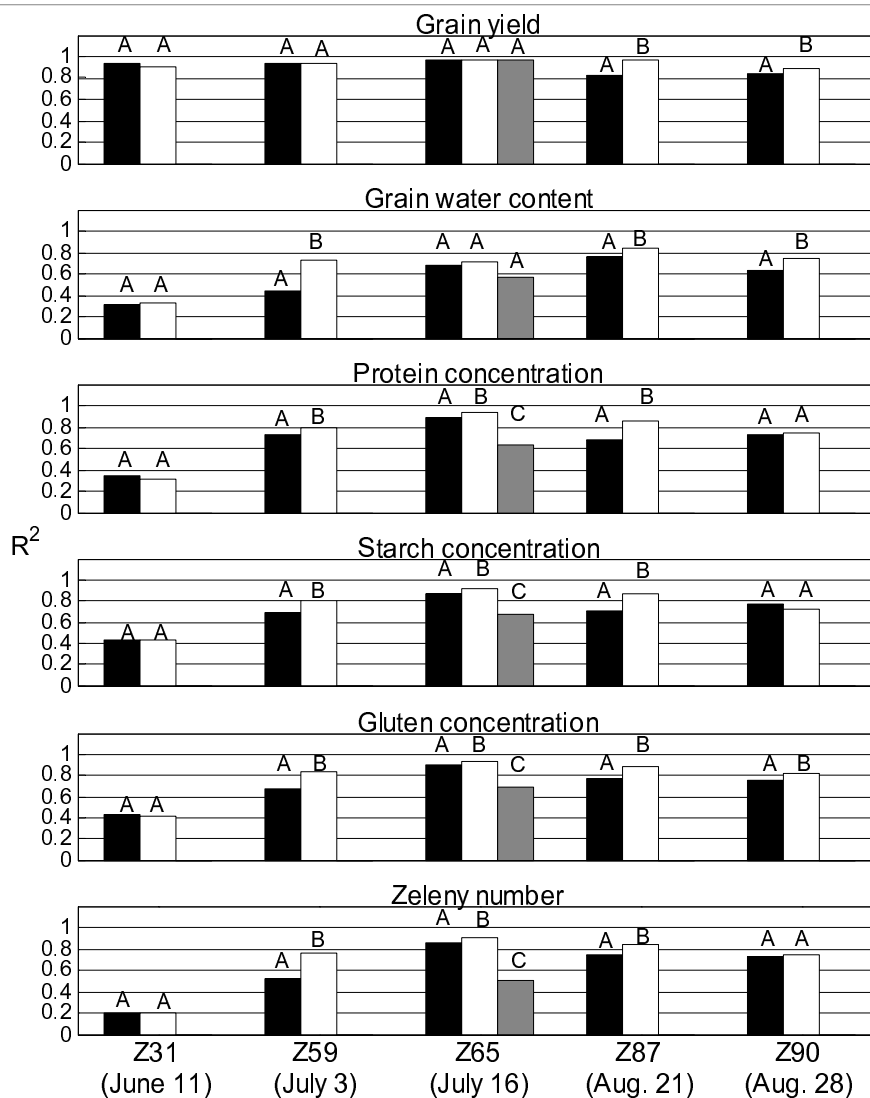 Grain yield
A A A A A A A A B A B
1
0.8
0.6
0.4
0.2
0
Grain water content
A A A B A A A A B A B
1
0.8
0.6
0.4
0.2
0
Protein concentration
A A A B A B C A B A A
1
0.8
0.6
0.4
0.2
0
R²
Starch concentration
A A A B A B C A B A A
1
0.8
0.6
0.4
0.2
0
Gluten concentration
A A A B A B C A B A B
1
0.8
0.6
0.4
0.2
0
Zeleny number
A A A B A B C A B A A
1
0.8
0.6
0.4
0.2
0
Z31 Z59 Z65 Z87 Z90
(June 11) (July 3) (July 16) (Aug. 21) (Aug. 28)